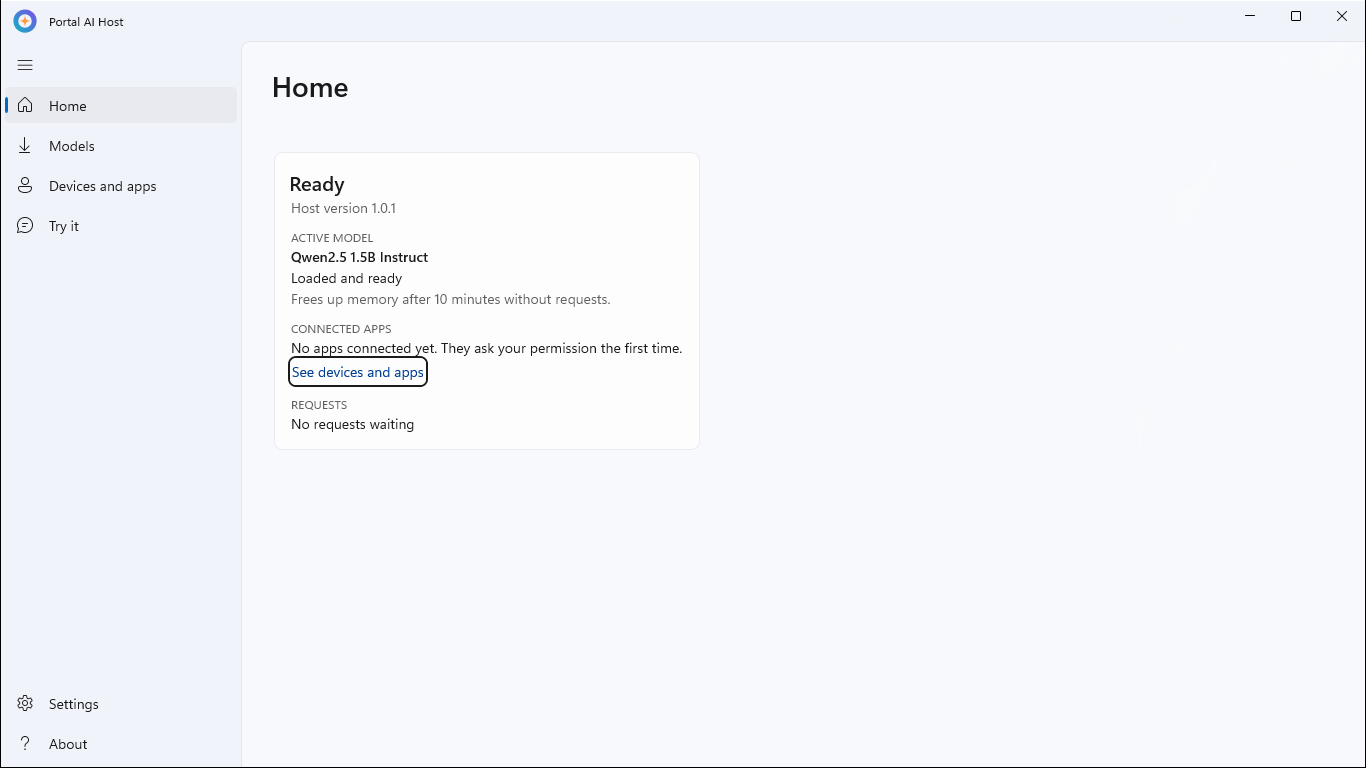 Portal AI Host
Home
Models
Devices and apps
Try it
Settings
About
Home
Ready
Host version 1.0.1
ACTIVE MODEL
Qwen2.5 1.5B Instruct
Loaded and ready
Frees up memory after 10 minutes without requests.
CONNECTED APPS
No apps connected yet. They ask your permission the first time.
See devices and apps
REQUESTS
No requests waiting